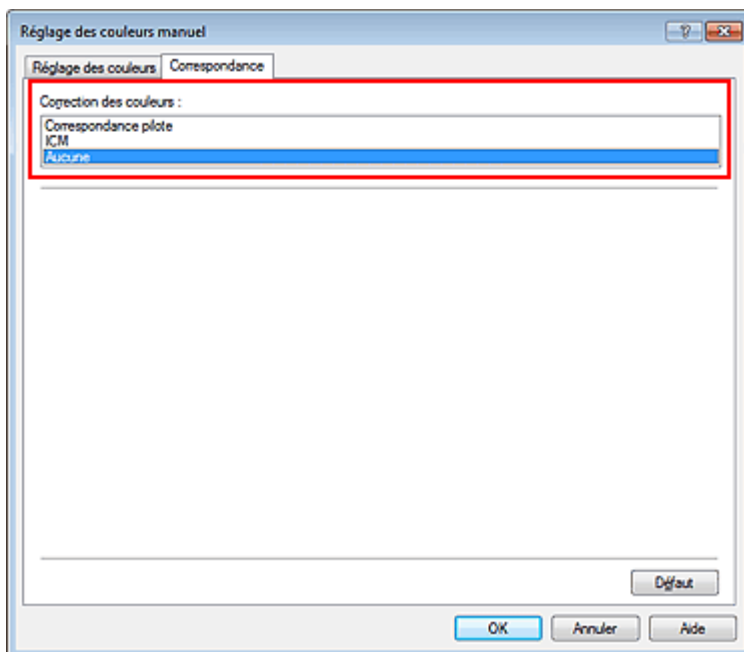 Réglage des couleurs manuel
Réglage des couleurs Correspondance
Correction des couleurs :
Correspondance pilote
ICM
Aucune
Défaut
OK Annuler Aide